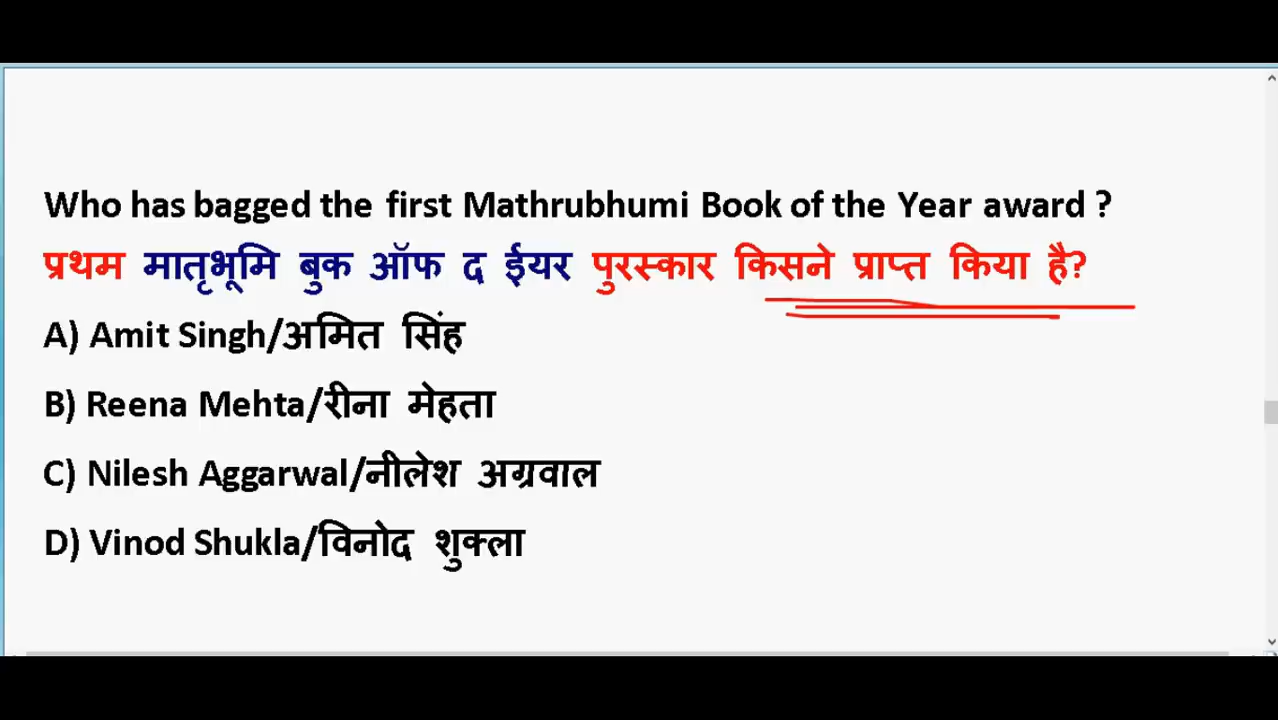 Who has bagged the first Mathrubhumi Book of the Year award ?
प्रथम मातृभूमि बुक ऑफ द ईयर पुरस्कार किसने प्राप्त किया है?
A) Amit Singh/अमित सिंह
B) Reena Mehta/रीना मेहता
C) Nilesh Aggarwal/नीलेश अग्रवाल
D) Vinod Shukla/विनोद शुक्ला